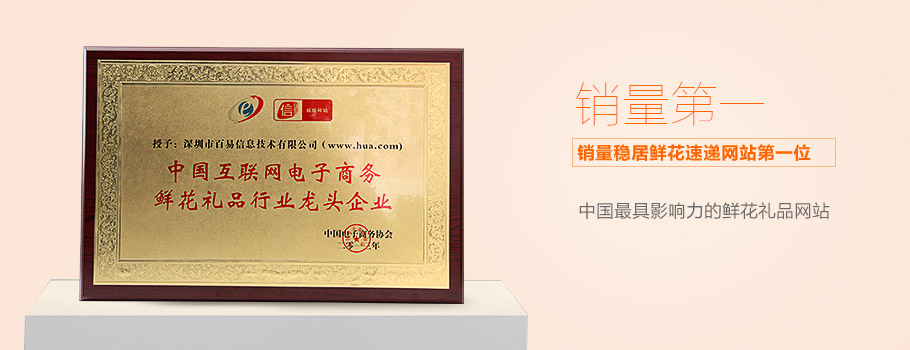 诚信网站
授予：深圳市百易信息技术有限公司（www.hua.com）
中国互联网电子商务
鲜花礼品行业龙头企业
中国电子商务协会
销量第一
销量稳居鲜花速递网站第一位
中国最具影响力的鲜花礼品网站